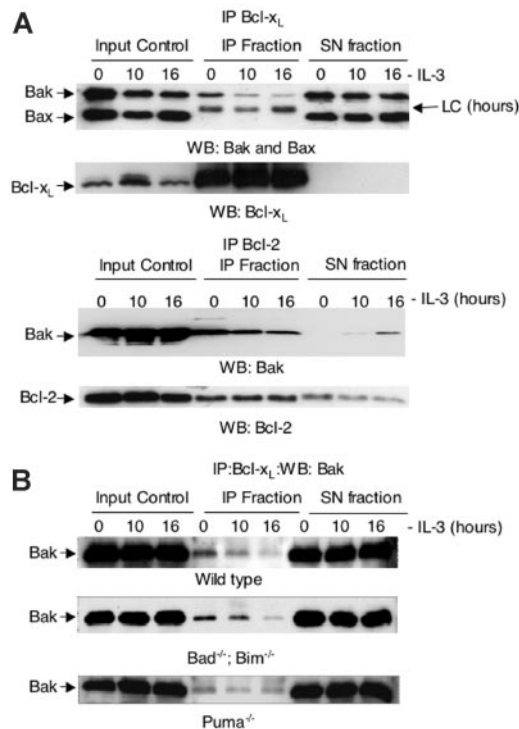 A
IP Bcl-x_L
Input Control IP Fraction SN fraction
0 10 16 0 10 16 0 10 16 - IL-3
Bak
LC (hours)
Bax
WB: Bak and Bax
Bcl-x_L
WB: Bcl-x_L
IP Bcl-2
Input Control IP Fraction SN fraction
0 10 16 0 10 16 0 10 16 - IL-3 (hours)
Bak
WB: Bak
Bcl-2
WB: Bcl-2
B
IP:Bcl-x_L:WB: Bak
Input Control IP Fraction SN fraction
0 10 16 0 10 16 0 10 16 - IL-3 (hours)
Bak
Wild type
Bak
Bad⁻/⁻; Bim⁻/⁻
Bak
Puma⁻/⁻